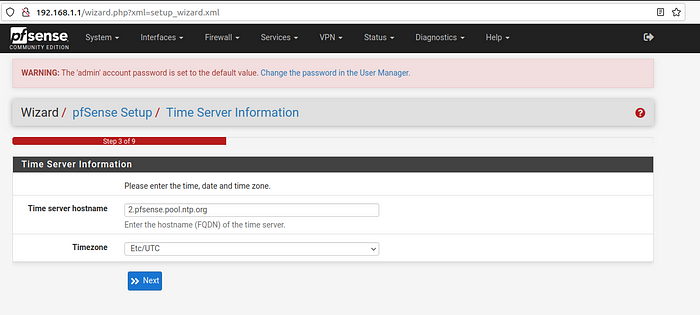 192.168.1.1/wizard.php?xml=setup_wizard.xml
pfsense COMMUNITY EDITION System Interfaces Firewall Services VPN Status Diagnostics Help
WARNING: The 'admin' account password is set to the default value. Change the password in the User Manager.
Wizard / pfSense Setup / Time Server Information
Step 3 of 9
Time Server Information
Please enter the time, date and time zone.
Time server hostname 2.pfsense.pool.ntp.org
Enter the hostname (FQDN) of the time server.
Timezone Etc/UTC
Next